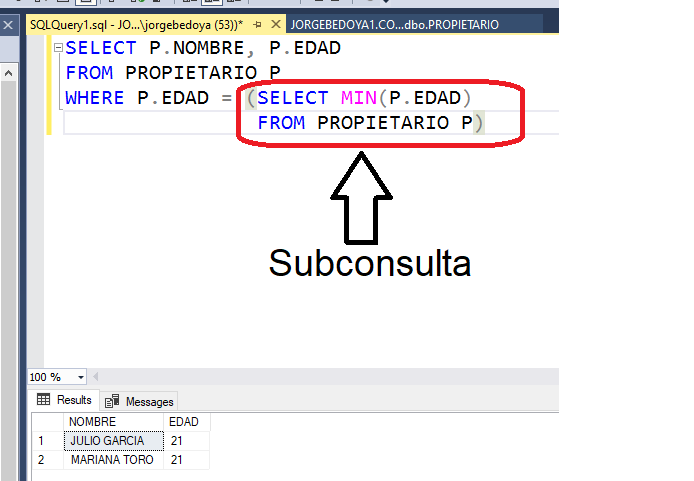 SQLQuery1.sql - JO...\jorgebedoya (53))*
JORGEBEDOYA1.CO...dbo.PROPIETARIO
SELECT P.NOMBRE, P.EDAD
FROM PROPIETARIO P
WHERE P.EDAD = (SELECT MIN(P.EDAD)
FROM PROPIETARIO P)
Subconsulta
100 %
Results
Messages
NOMBRE EDAD
1 JULIO GARCIA 21
2 MARIANA TORO 21